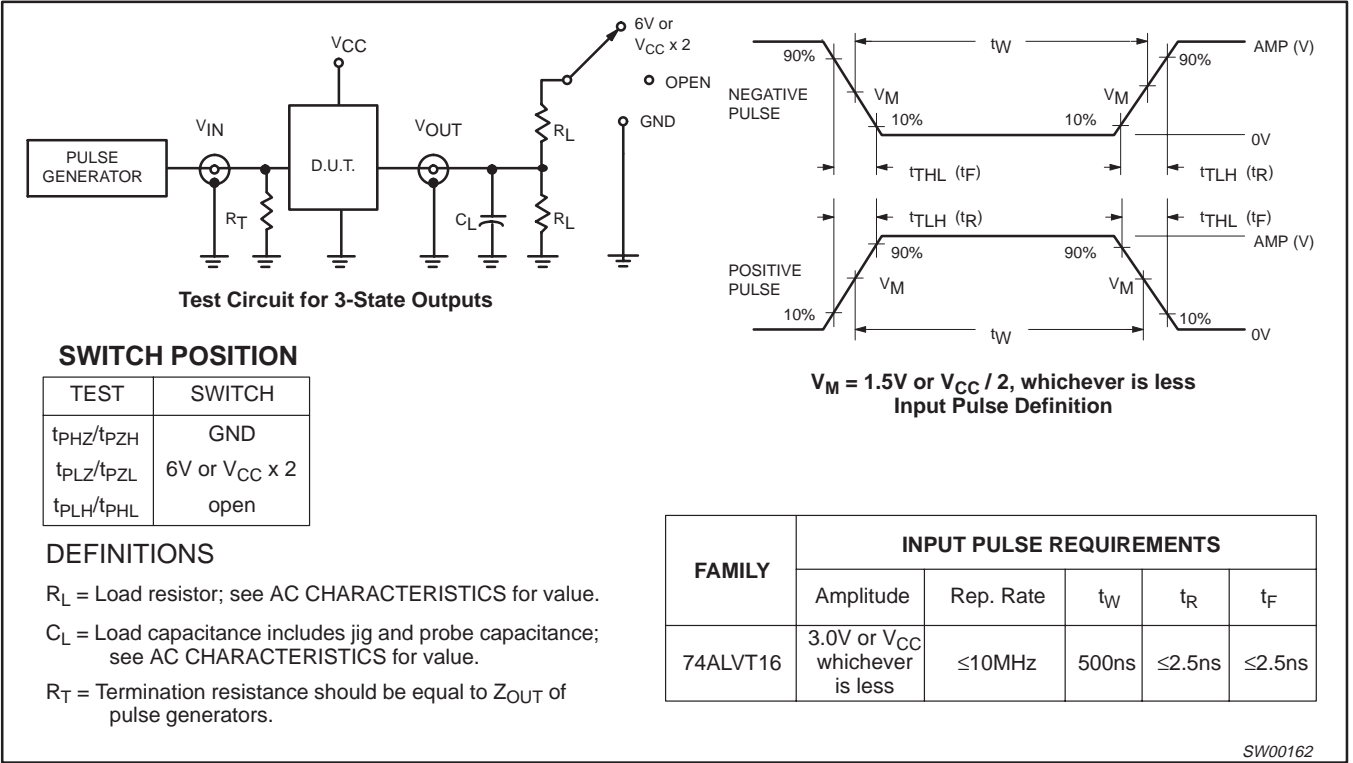 6V or
VCC x 2
VCC
OPEN
GND
VIN
VOUT
RL
PULSE
GENERATOR
D.U.T.
RT
CL
RL
Test Circuit for 3-State Outputs
tW
AMP (V)
90%
90%
NEGATIVE
PULSE
VM
VM
10%
10%
0V
tTHL (tF)
tTLH (tR)
tTLH (tR)
tTHL (tF)
AMP (V)
90%
90%
POSITIVE
PULSE
VM
VM
10%
10%
tW
0V
VM = 1.5V or VCC / 2, whichever is less
Input Pulse Definition
SWITCH POSITION
TEST SWITCH
tPHZ/tPZH GND
tPLZ/tPZL 6V or VCC x 2
tPLH/tPHL open
DEFINITIONS
RL = Load resistor; see AC CHARACTERISTICS for value.
CL = Load capacitance includes jig and probe capacitance;
see AC CHARACTERISTICS for value.
RT = Termination resistance should be equal to ZOUT of
pulse generators.
FAMILY
INPUT PULSE REQUIREMENTS
Amplitude Rep. Rate tW tR tF
74ALVT16
3.0V or VCC
whichever
is less
≤10MHz 500ns ≤2.5ns ≤2.5ns
SW00162